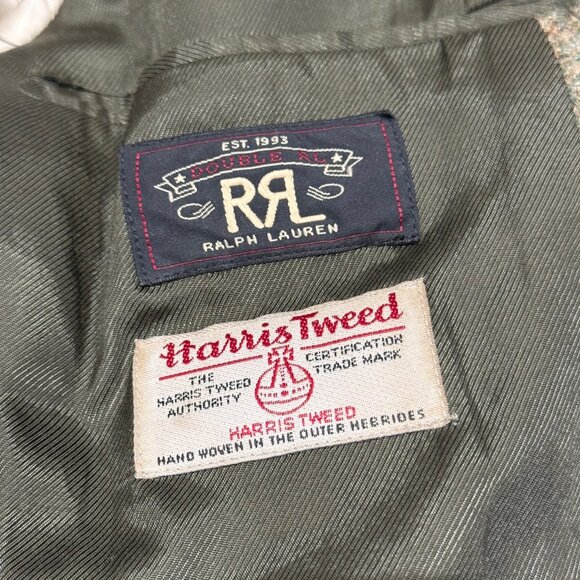 EST. 1993
DOUBLE RL
RRL
RALPH LAUREN
Harris Tweed
THE HARRIS TWEED AUTHORITY
CERTIFICATION TRADE MARK
HARRIS TWEED
HAND WOVEN IN THE OUTER HEBRIDES